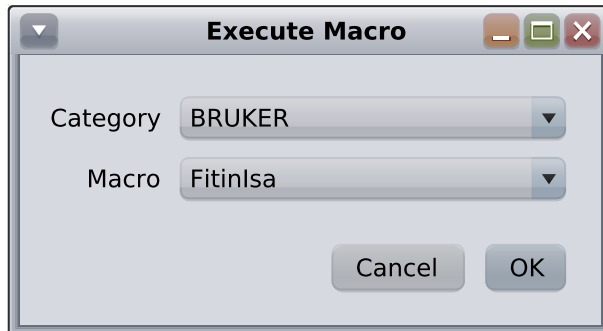 Execute Macro
Category BRUKER
Macro FitinIsa
Cancel OK